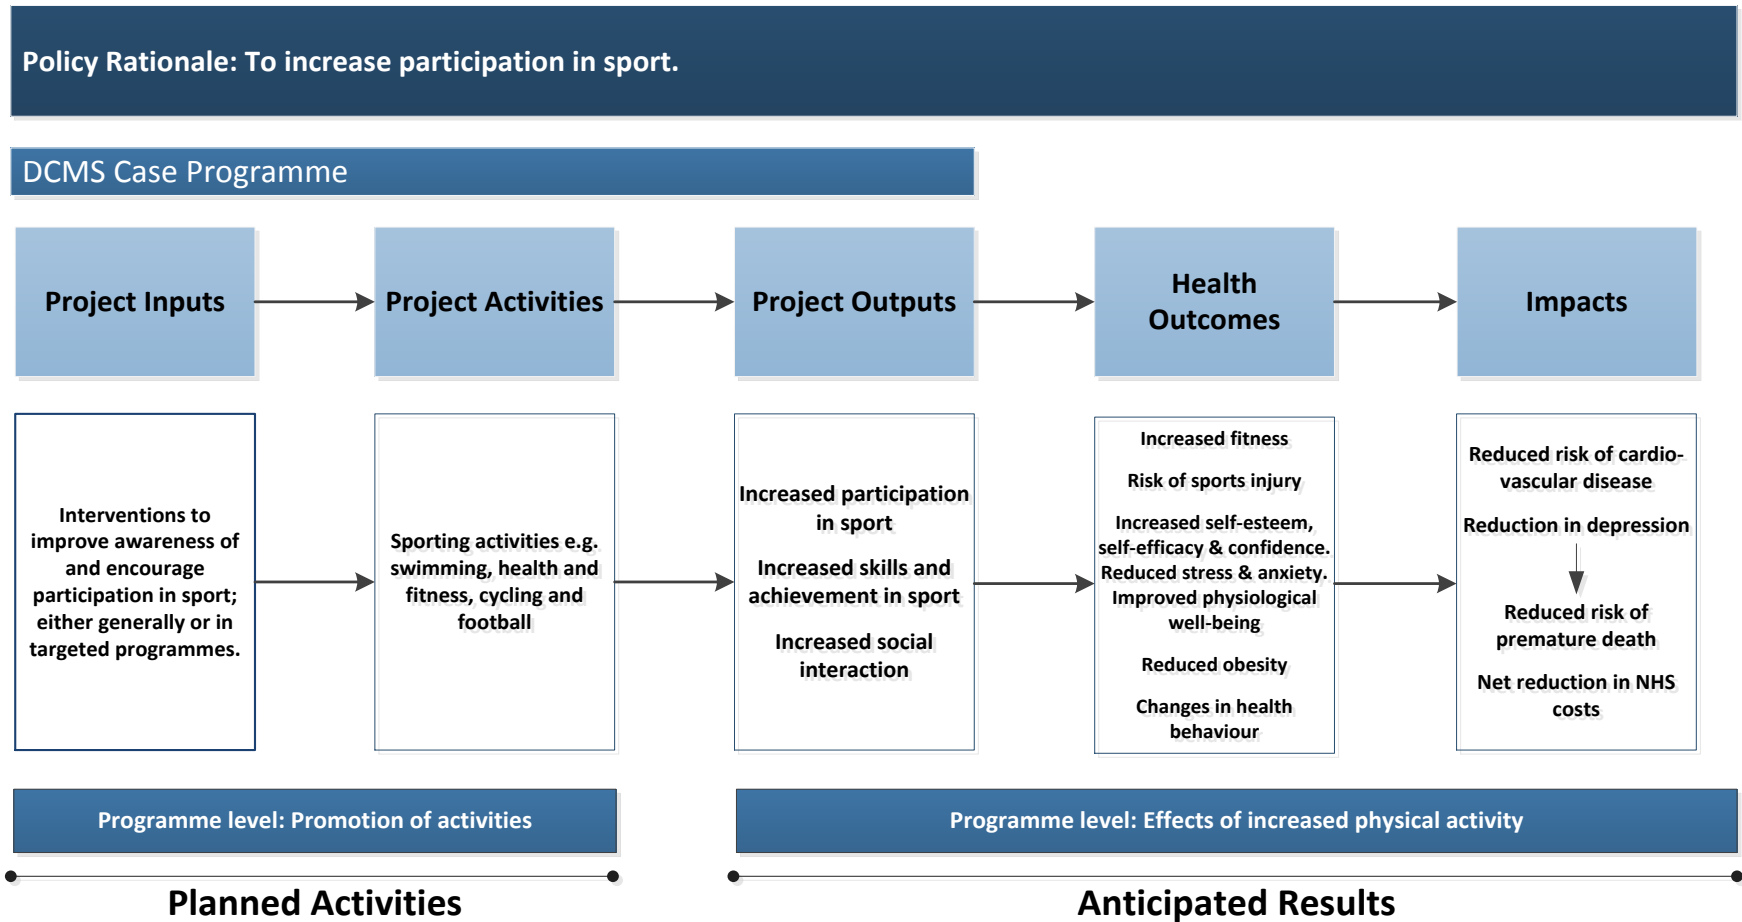 Policy Rationale: To increase participation in sport.
DCMS Case Programme
Project Inputs
Project Activities
Project Outputs
Health
Outcomes
Impacts
Interventions to
improve awareness of
and encourage
participation in sport;
either generally or in
targeted programmes.
Sporting activities e.g.
swimming, health and
fitness, cycling and
football
Increased participation
in sport
Increased skills and
achievement in sport
Increased social
interaction
Increased fitness
Risk of sports injury
Increased self-esteem,
self-efficacy & confidence.
Reduced stress & anxiety.
Improved physiological
well-being
Reduced obesity
Changes in health
behaviour
Reduced risk of cardio-
vascular disease
Reduction in depression
Reduced risk of
premature death
Net reduction in NHS
costs
Programme level: Promotion of activities
Programme level: Effects of increased physical activity
Planned Activities
Anticipated Results